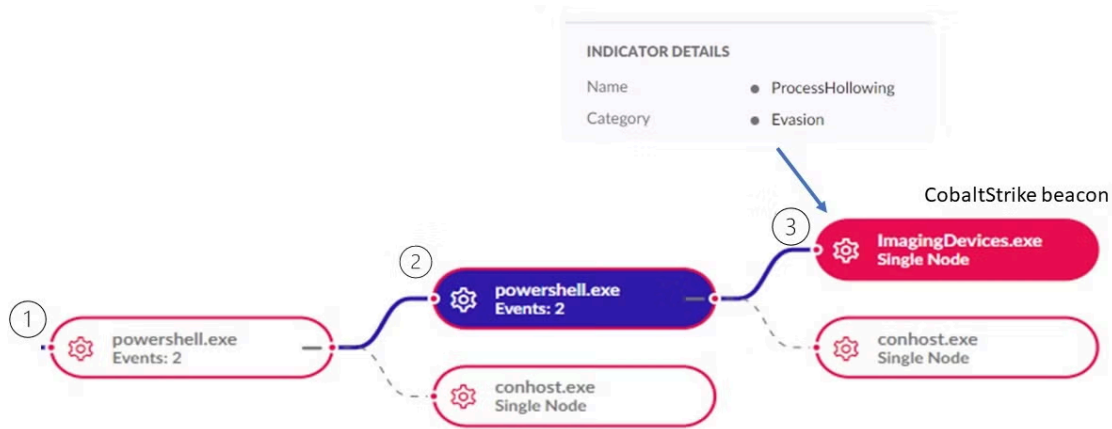 INDICATOR DETAILS
Name ProcessHollowing
Category Evasion
CobaltStrike beacon
3
ImagingDevices.exe
Single Node
2
powershell.exe
Events: 2
1
powershell.exe
Events: 2
conhost.exe
Single Node
conhost.exe
Single Node